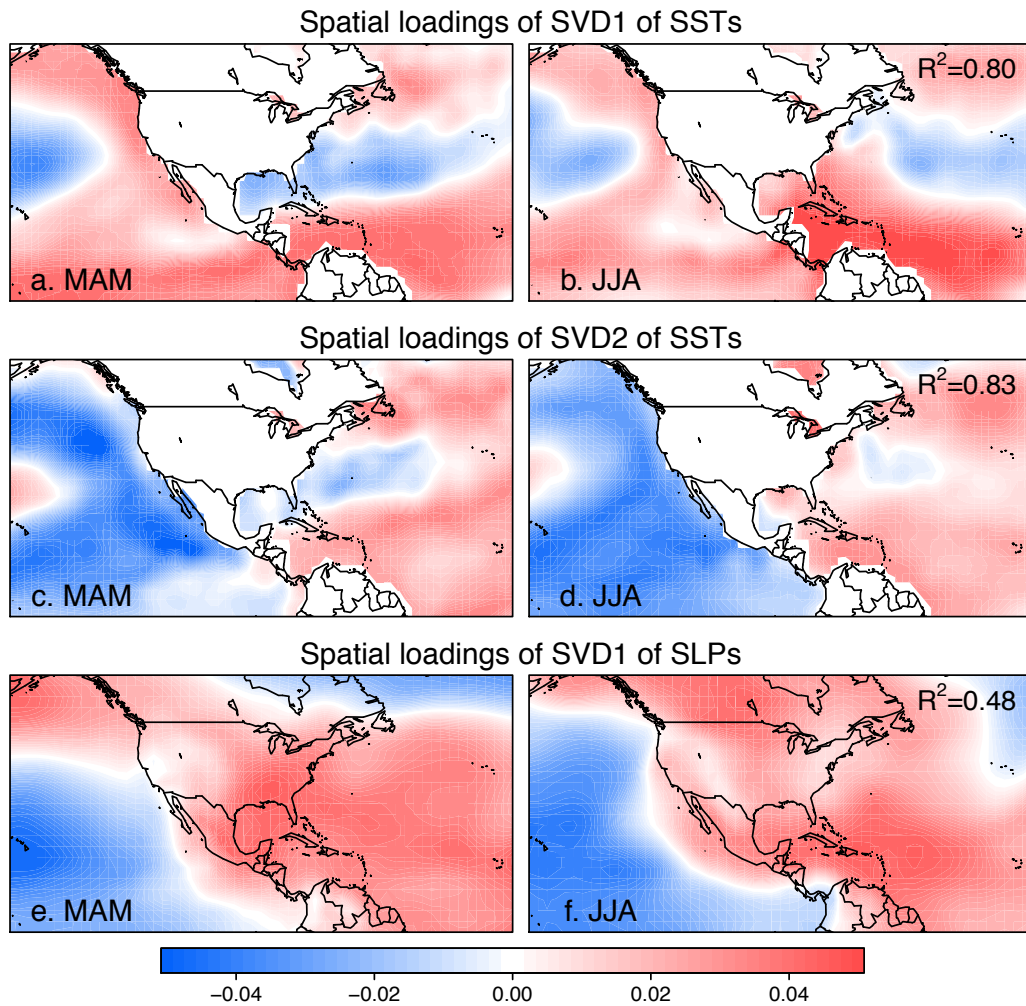 Spatial loadings of SVD1 of SSTs
R²=0.80
a. MAM
b. JJA
Spatial loadings of SVD2 of SSTs
R²=0.83
c. MAM
d. JJA
Spatial loadings of SVD1 of SLPs
R²=0.48
e. MAM
f. JJA
−0.04 −0.02 0.00 0.02 0.04